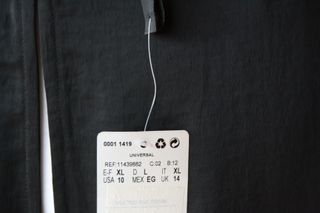 0001 1419
UNIVERSAL
REF:11439662 C:02 B:12
E-F XL D L IT XL
USA 10 MEX EG UK 14